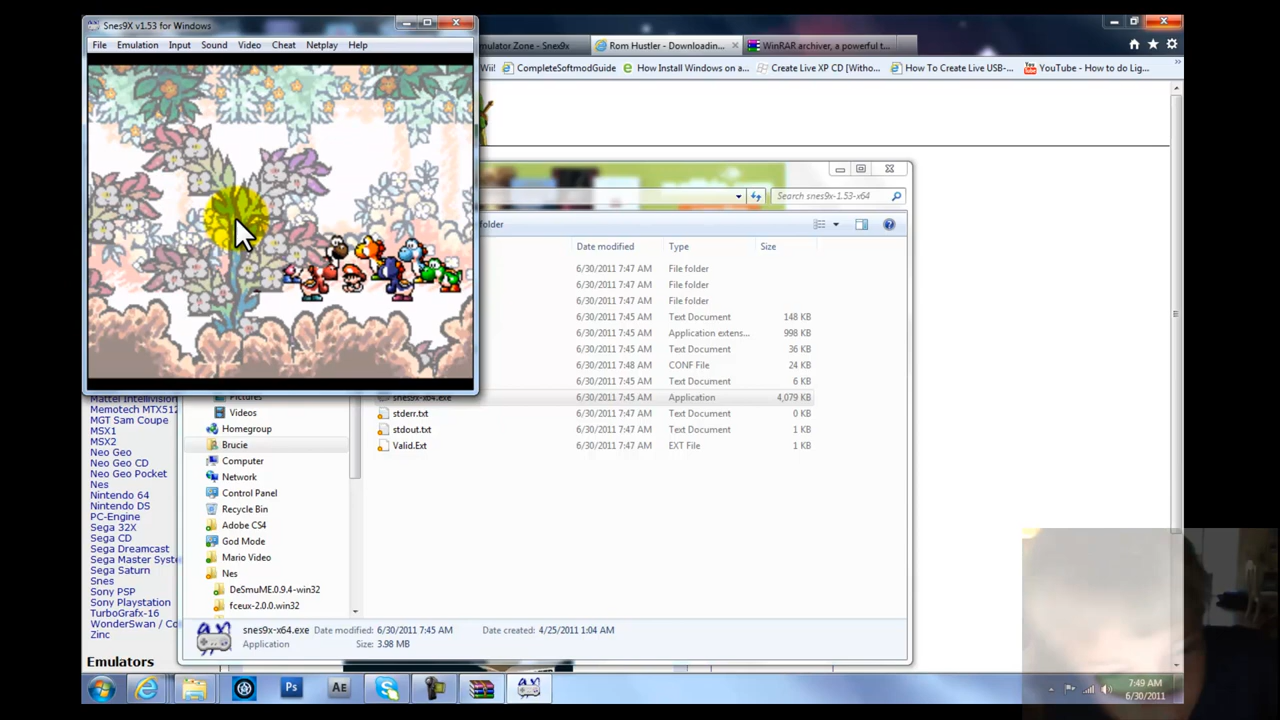 Snes9X v1.53 for Windows
File Emulation Input Sound Video Cheat Netplay Help
mulator Zone - Snex9x
Rom Hustler - Downloadin...
WinRAR archiver, a powerful t...
Wii!
CompleteSoftmodGuide
How Install Windows on a...
Create Live XP CD [Witho...
How To Create Live USB-...
YouTube - How to do Lig...
Search snes9x-1.53-x64
folder
Date modified Type Size
6/30/2011 7:47 AM File folder
6/30/2011 7:47 AM File folder
6/30/2011 7:47 AM File folder
6/30/2011 7:45 AM Text Document 148 KB
6/30/2011 7:45 AM Application extens... 998 KB
6/30/2011 7:45 AM Text Document 36 KB
6/30/2011 7:48 AM CONF File 24 KB
6/30/2011 7:45 AM Text Document 6 KB
snes9x-x64.exe 6/30/2011 7:45 AM Application 4,079 KB
stderr.txt 6/30/2011 7:47 AM Text Document 0 KB
stdout.txt 6/30/2011 7:47 AM Text Document 1 KB
Valid.Ext 6/30/2011 7:47 AM EXT File 1 KB
Pictures
Videos
Homegroup
Brucie
Computer
Network
Control Panel
Recycle Bin
Adobe CS4
God Mode
Mario Video
Nes
DeSmuME.0.9.4-win32
fceux-2.0.0.win32
snes9x-x64.exe Date modified: 6/30/2011 7:45 AM Date created: 4/25/2011 1:04 AM
Application Size: 3.98 MB
Mattel Intellivision
Memotech MTX512
MGT Sam Coupe
MSX1
MSX2
Neo Geo
Neo Geo CD
Neo Geo Pocket
Nes
Nintendo 64
Nintendo DS
PC-Engine
Sega 32X
Sega CD
Sega Dreamcast
Sega Master Syste
Sega Saturn
Snes
Sony PSP
Sony Playstation
TurboGrafx-16
WonderSwan / Co
Zinc
Emulators
Ps
Ae
7:49 AM
6/30/2011